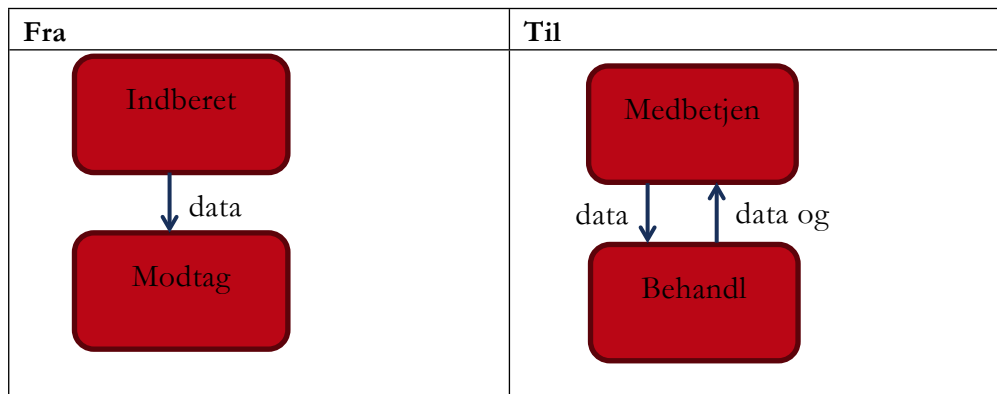 Fra
Til
Indberet
data
Modtag
Medbetjen
data
data og
Behandl